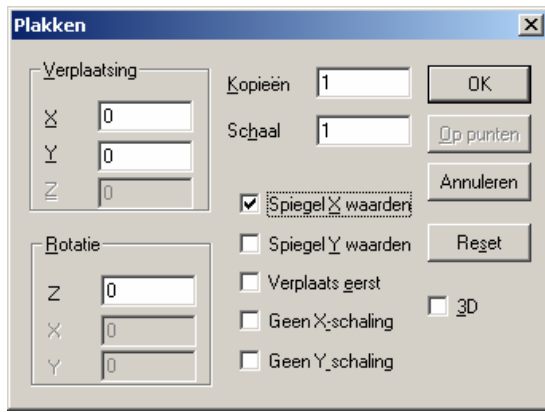 Plakken
Verplaatsing
X 0
Y 0
Z 0
Rotatie
Z 0
X 0
Y 0
Kopieën 1
Schaal 1
Spiegel X waarden
Spiegel Y waarden
Verplaats eerst
Geen X-schaling
Geen Y_schaling
OK
Op punten
Annuleren
Reset
3D